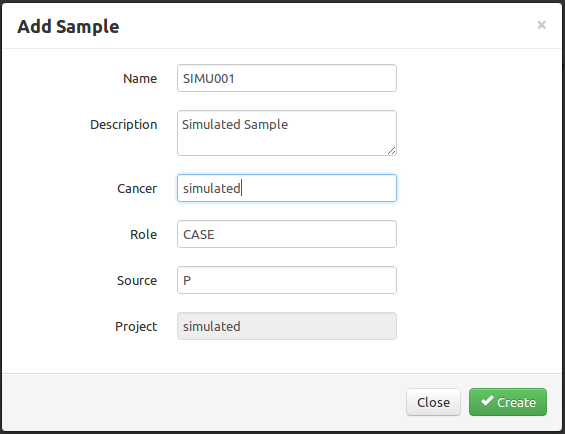 Add Sample ×
Name SIMU001
Description Simulated Sample
Cancer simulated
Role CASE
Source P
Project simulated
Close Create